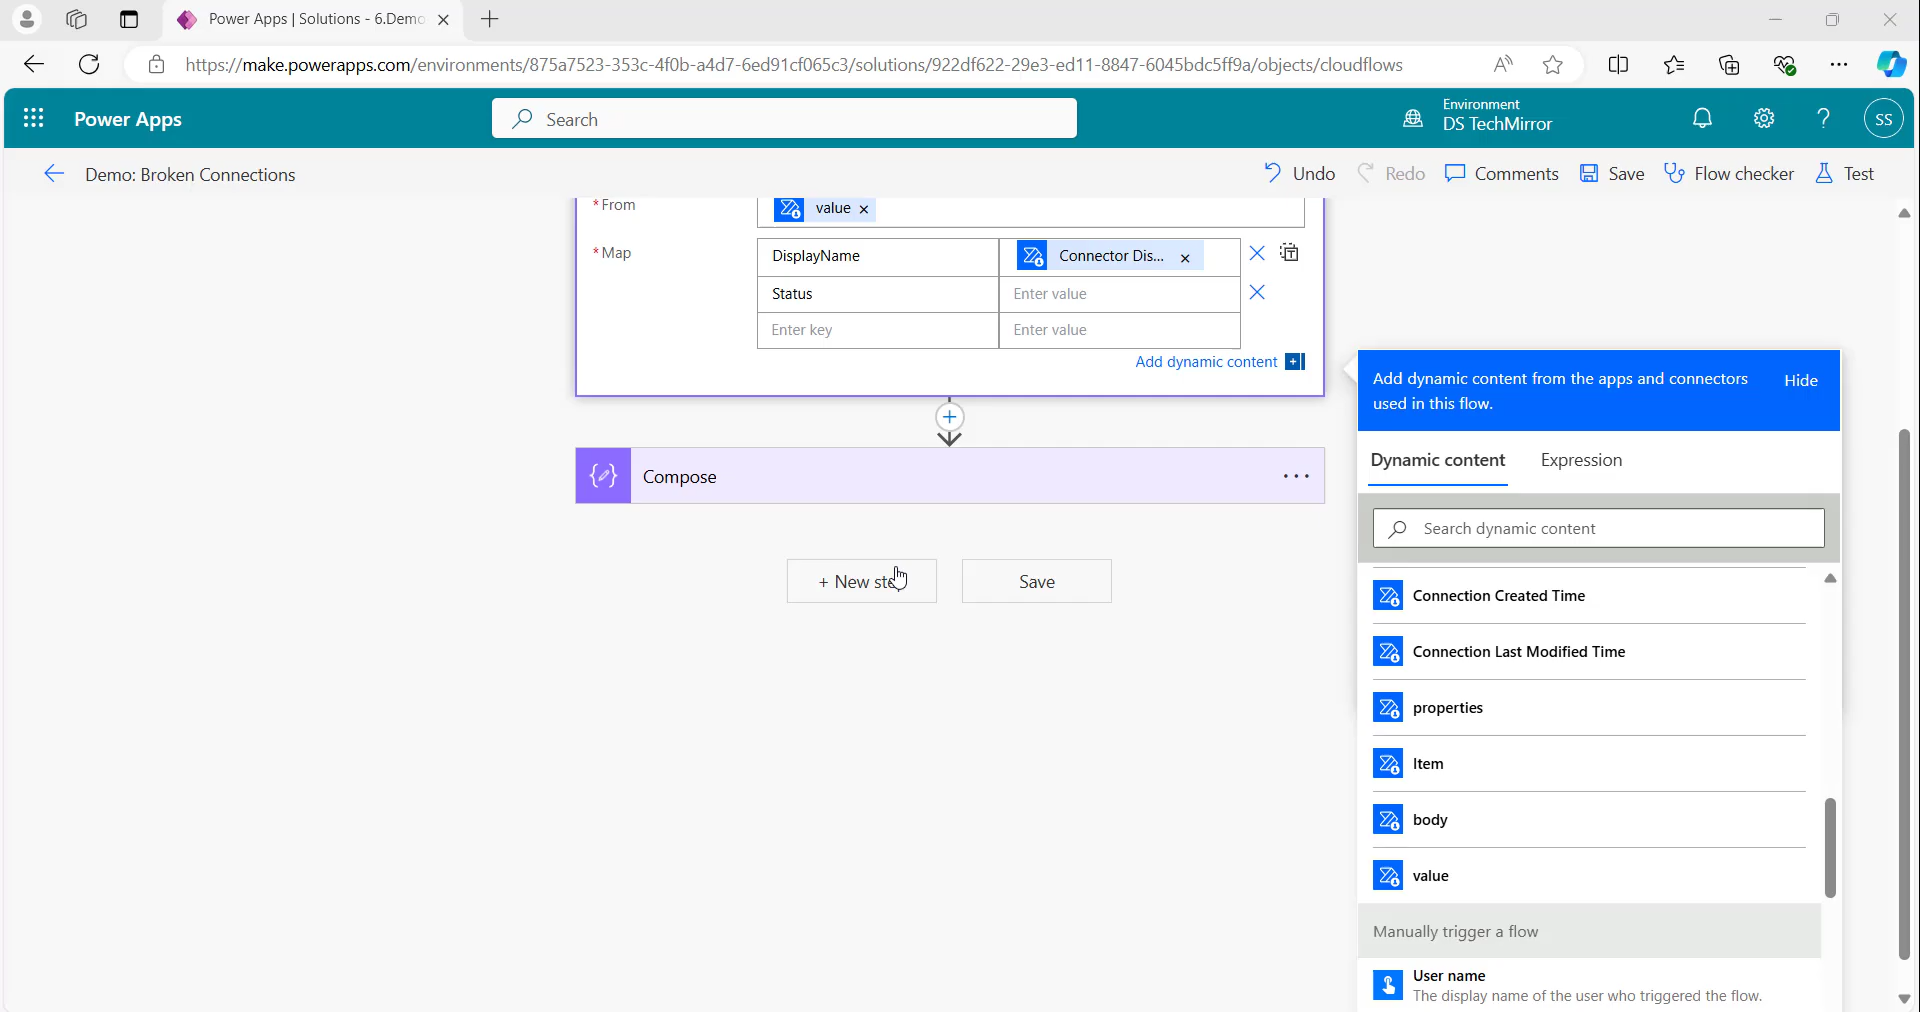 Power Apps | Solutions - 6.Demo
https://make.powerapps.com/environments/875a7523-353c-4f0b-a4d7-6ed91cf065c3/solutions/922df622-29e3-ed11-8847-6045bdc5ff9a/objects/cloudflows
Power Apps
Search
Environment
DS TechMirror
SS
Demo: Broken Connections
Undo
Redo
Comments
Save
Flow checker
Test
* From
value
* Map
DisplayName
Connector Dis...
Status
Enter value
Enter key
Enter value
Add dynamic content
Compose
+ New ste
Save
Add dynamic content from the apps and connectors
used in this flow.
Hide
Dynamic content
Expression
Search dynamic content
Connection Created Time
Connection Last Modified Time
properties
Item
body
value
Manually trigger a flow
User name
The display name of the user who triggered the flow.